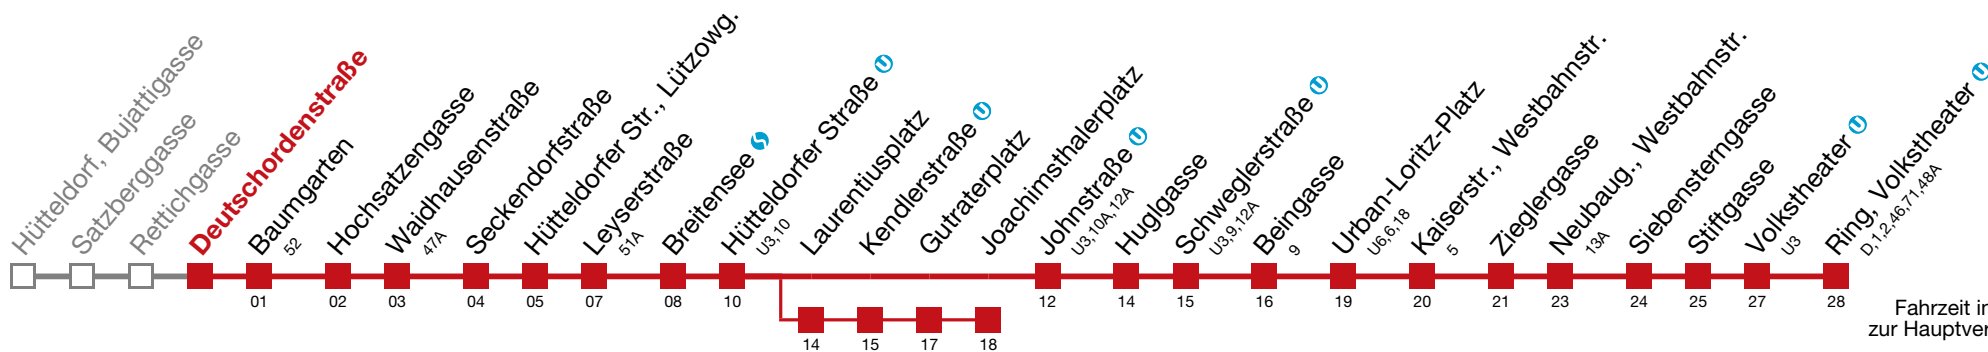 Hütteldorf, Bujattigasse
Satzberggasse
Rettichgasse
Deutschordenstraße
Baumgarten
52
Hochsatzengasse
Waidhausenstraße
47A
Seckendorfstraße
Hütteldorfer Str., Lützowg.
Leyserstraße
51A
Breitensee
Hütteldorfer Straße U
U3,10
Laurentiusplatz
Kendlerstraße U
Gutraterplatz
Joachimsthalerplatz
Johnstraße U
U3,10A,12A
Huglgasse
Schweglerstraße U
U3,9,12A
Beingasse
9
Urban-Loritz-Platz
U6,6,18
Kaiserstr., Westbahnstr.
5
Zieglergasse
Neubaug., Westbahnstr.
13A
Siebensterngasse
Stiftgasse
Volkstheater U
U3
Ring, Volkstheater U
D,1,2,46,71,48A
01 02 03 04 05 07 08 10 12 14 15 16 19 20 21 23 24 25 27 28
14 15 17 18
Fahrzeit in
zur Hauptver